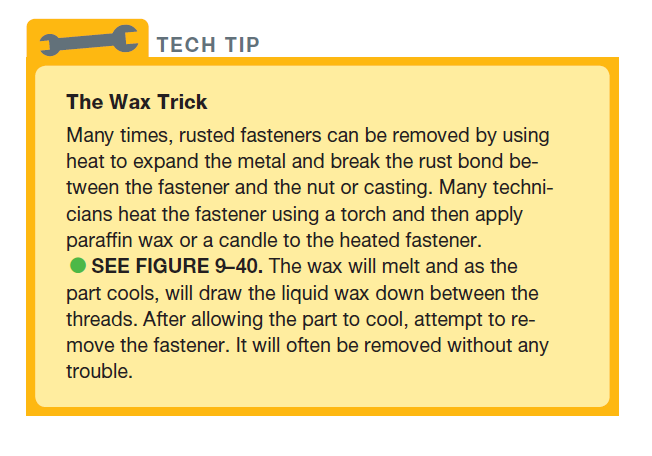 TECH TIP
The Wax Trick
Many times, rusted fasteners can be removed by using
heat to expand the metal and break the rust bond be-
tween the fastener and the nut or casting. Many techni-
cians heat the fastener using a torch and then apply
paraffin wax or a candle to the heated fastener.
● SEE FIGURE 9–40. The wax will melt and as the
part cools, will draw the liquid wax down between the
threads. After allowing the part to cool, attempt to re-
move the fastener. It will often be removed without any
trouble.